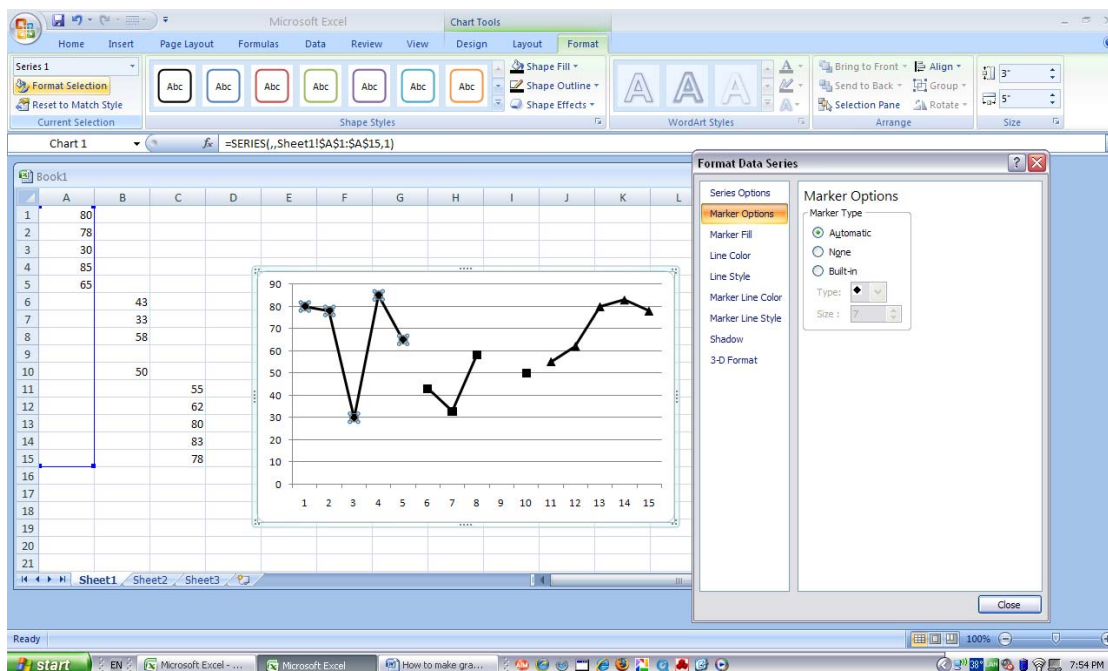 Microsoft Excel
Chart Tools
Home Insert Page Layout Formulas Data Review View Design Layout Format
Series 1
Format Selection
Reset to Match Style
Current Selection
Abc Abc Abc Abc Abc Abc Abc
Shape Fill
Shape Outline
Shape Effects
Shape Styles
A A A
WordArt Styles
Bring to Front
Send to Back
Selection Pane
Align
Group
Rotate
Arrange
3"
5"
Size
Chart 1 fx =SERIES(,,Sheet1!$A$1:$A$15,1)
Book1
A B C D E F G H I J K L
1 80
2 78
3 30
4 85
5 65
6 43
7 33
8 58
9
10 50
11 55
12 62
13 80
14 83
15 78
16
17
18
19
20
21
90
80
70
60
50
40
30
20
10
0
1 2 3 4 5 6 7 8 9 10 11 12 13 14 15
Sheet1 Sheet2 Sheet3
Format Data Series
Series Options
Marker Options
Marker Fill
Line Color
Line Style
Marker Line Color
Marker Line Style
Shadow
3-D Format
Marker Options
Marker Type
Automatic
None
Built-in
Type:
Size : 7
Close
Ready
100%
start EN Microsoft Excel - ... Microsoft Excel How to make gra... 38° 7:54 PM